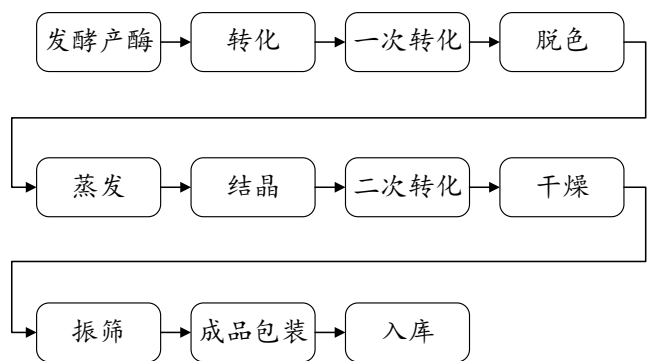 发酵产酶
转化
一次转化
脱色
蒸发
结晶
二次转化
干燥
振筛
成品包装
入库